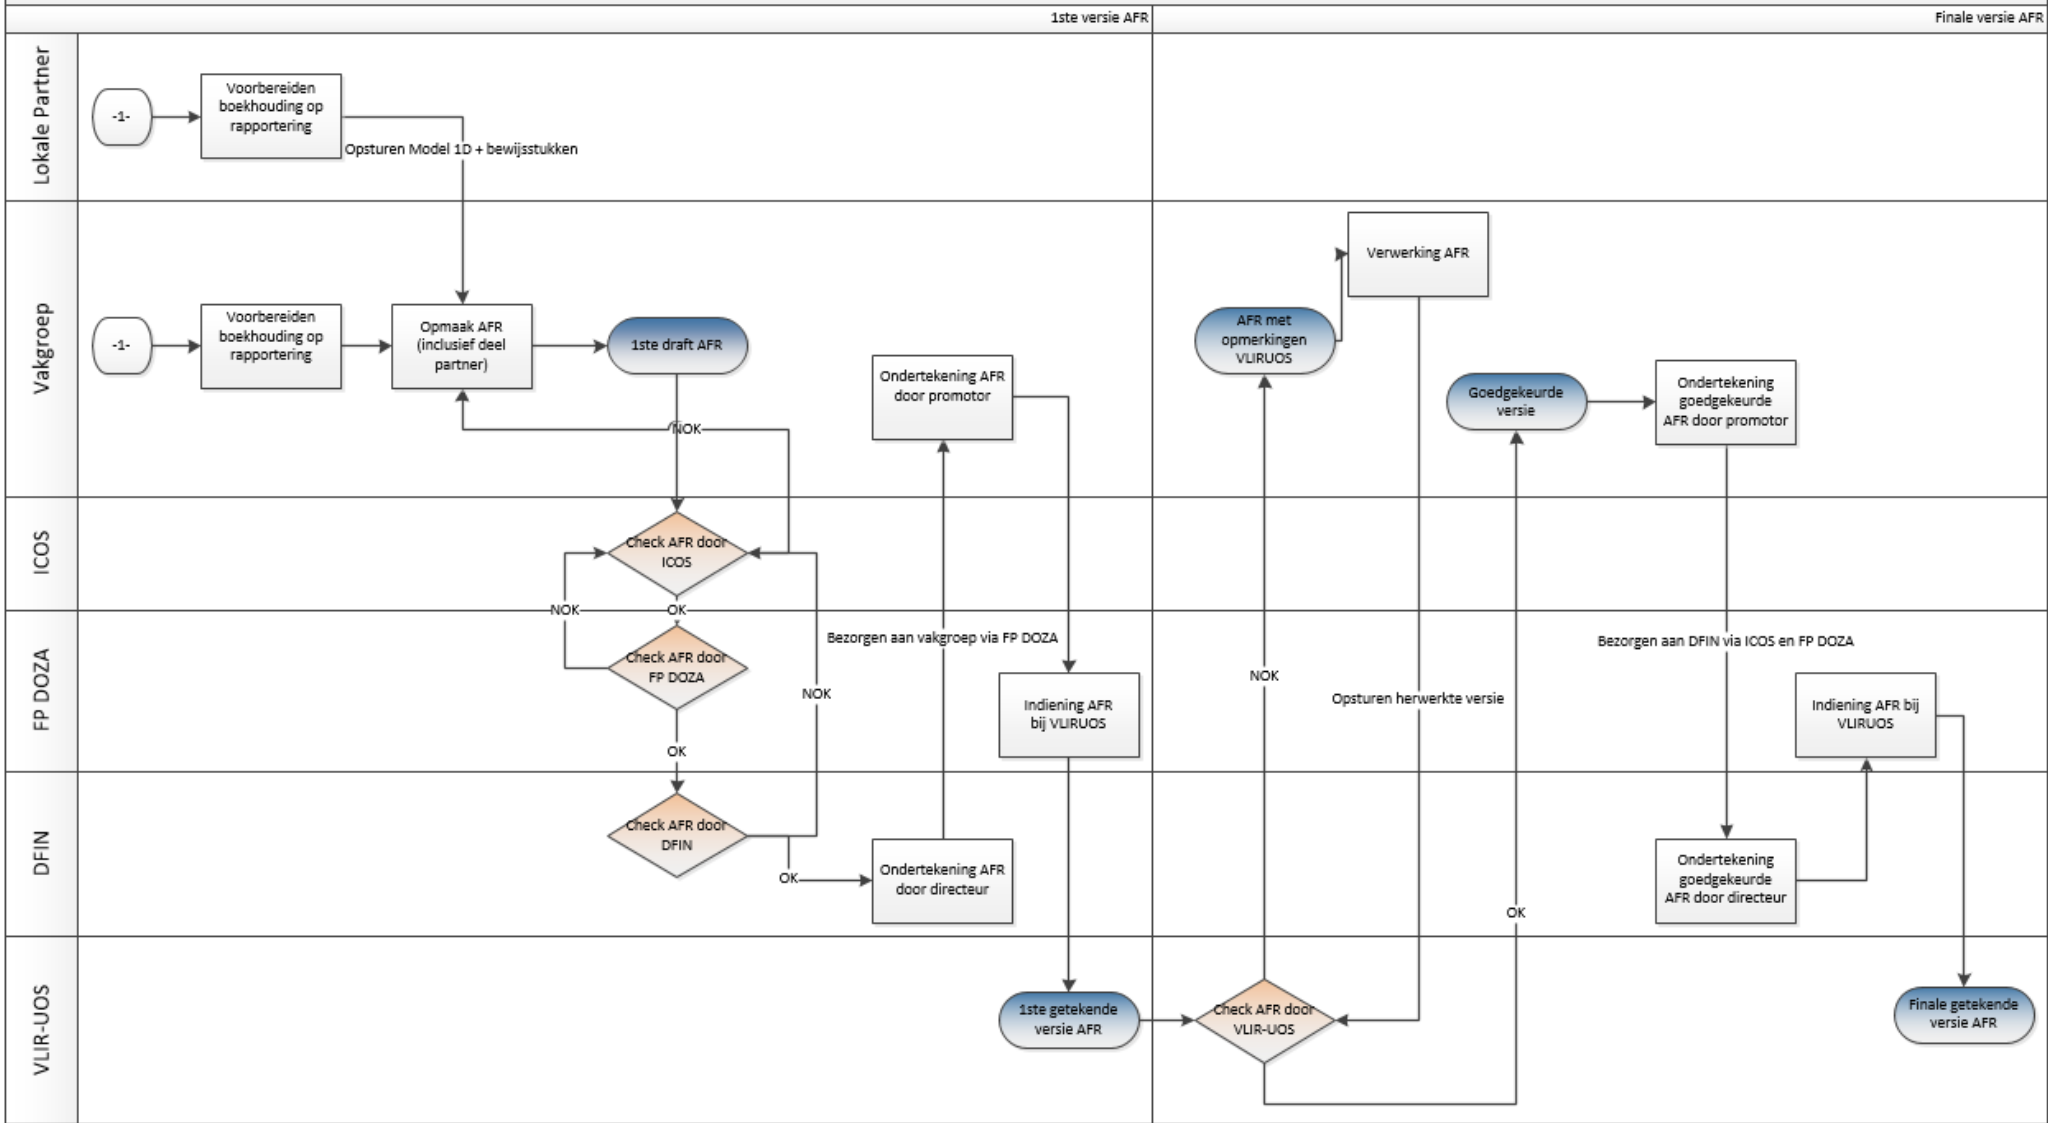 1ste versie AFR
Finale versie AFR
Lokale Partner
-1-
Voorbereiden
boekhouding op
rapportering
Opsturen Model 1D + bewijsstukken
Vakgroep
-1-
Voorbereiden
boekhouding op
rapportering
Opmaak AFR
(inclusief deel
partner)
1ste draft AFR
NOK
Ondertekening AFR
door promotor
AFR met
opmerkingen
VLIRUOS
Verwerking AFR
Goedgekeurde
versie
Ondertekening
goedgekeurde
AFR door promotor
ICOS
Check AFR door
ICOS
NOK
OK
FP DOZA
Check AFR door
FP DOZA
OK
NOK
Bezorgen aan vakgroep via FP DOZA
Indiening AFR
bij VLIRUOS
NOK
Opsturen herwerkte versie
Bezorgen aan DFIN via ICOS en FP DOZA
Indiening AFR bij
VLIRUOS
DFIN
Check AFR door
DFIN
OK
Ondertekening AFR
door directeur
OK
Ondertekening
goedgekeurde
AFR door directeur
VLIR-UOS
1ste getekende
versie AFR
Check AFR door
VLIR-UOS
Finale getekende
versie AFR